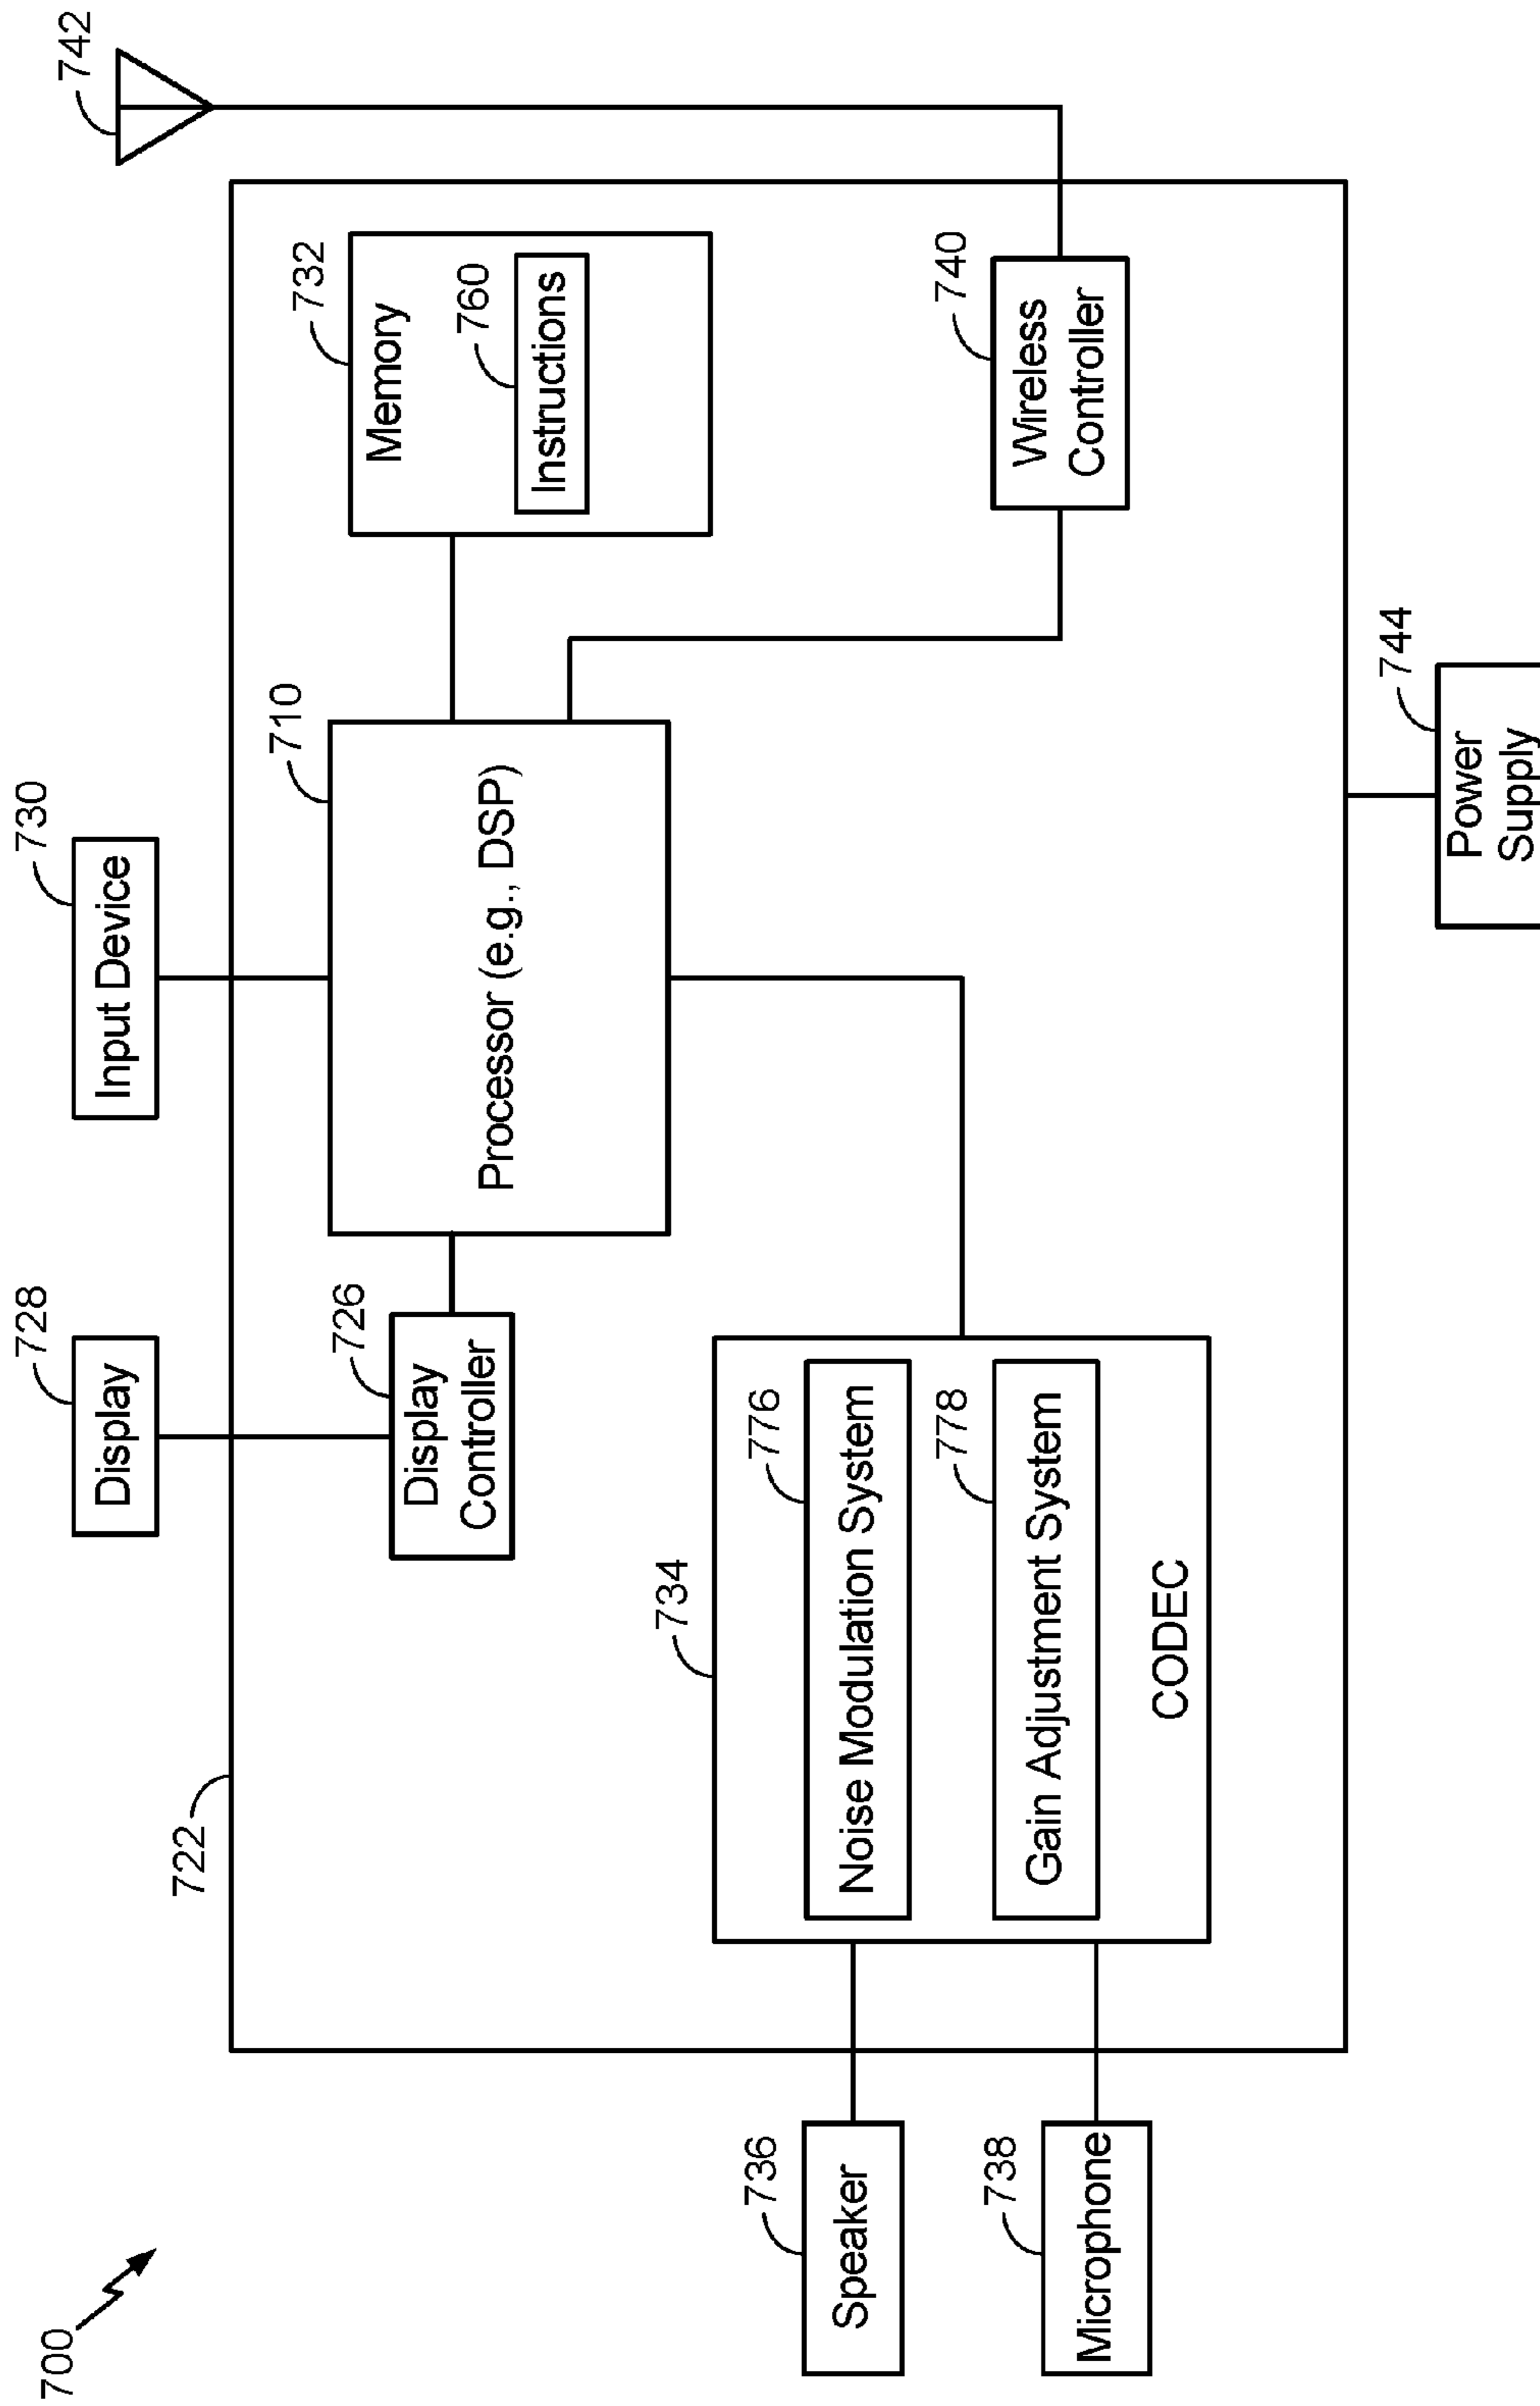 700
722
728
Display
730
Input Device
742
726
Display
Controller
710
Processor (e.g., DSP)
732
Memory
760
Instructions
734
776
Noise Modulation System
778
Gain Adjustment System
CODEC
736
Speaker
738
Microphone
740
Wireless
Controller
744
Power
Supply